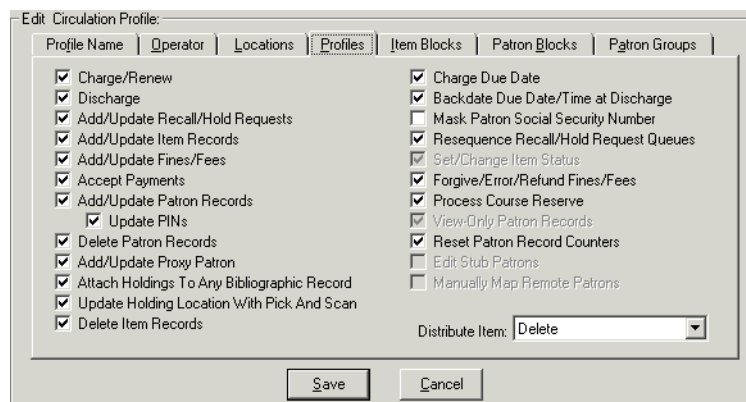 Edit Circulation Profile:
Profile Name Operator Locations Profiles Item Blocks Patron Blocks Patron Groups
Charge/Renew
Discharge
Add/Update Recall/Hold Requests
Add/Update Item Records
Add/Update Fines/Fees
Accept Payments
Add/Update Patron Records
Update PINs
Delete Patron Records
Add/Update Proxy Patron
Attach Holdings To Any Bibliographic Record
Update Holding Location With Pick And Scan
Delete Item Records
Charge Due Date
Backdate Due Date/Time at Discharge
Mask Patron Social Security Number
Resequence Recall/Hold Request Queues
Set/Change Item Status
Forgive/Error/Refund Fines/Fees
Process Course Reserve
View-Only Patron Records
Reset Patron Record Counters
Edit Stub Patrons
Manually Map Remote Patrons
Distribute Item: Delete
Save Cancel